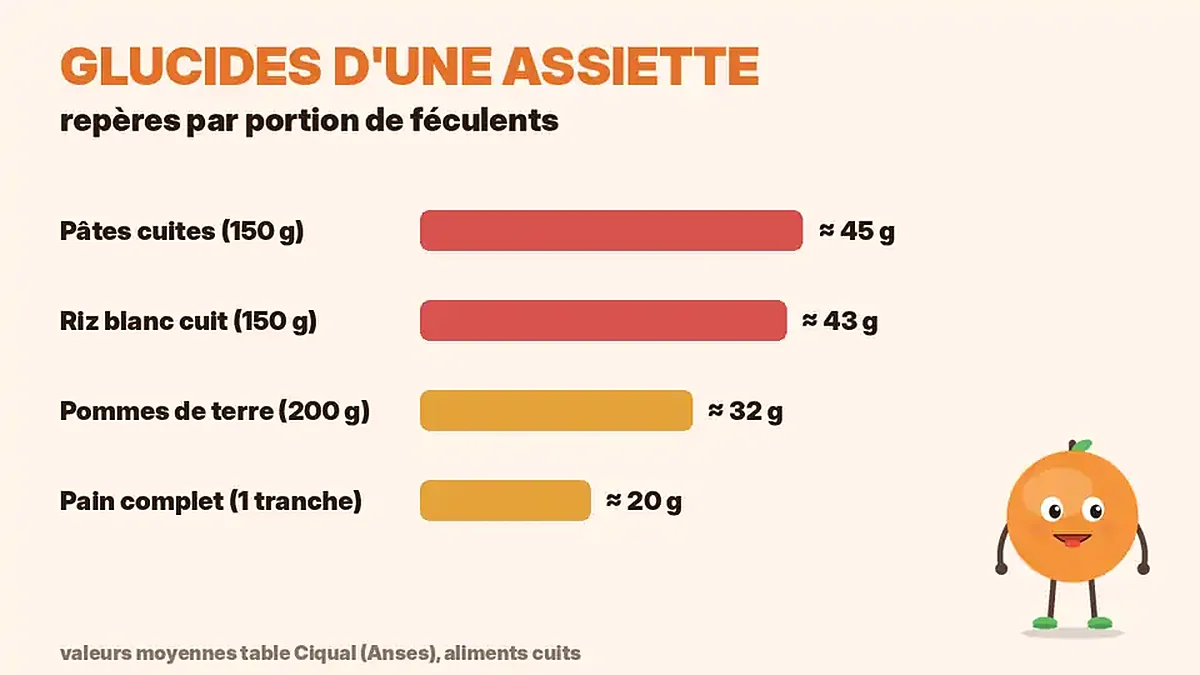 GLUCIDES D'UNE ASSIETTE
repères par portion de féculents
Pâtes cuites (150 g) ≈ 45 g
Riz blanc cuit (150 g) ≈ 43 g
Pommes de terre (200 g) ≈ 32 g
Pain complet (1 tranche) ≈ 20 g
valeurs moyennes table Ciqual (Anses), aliments cuits